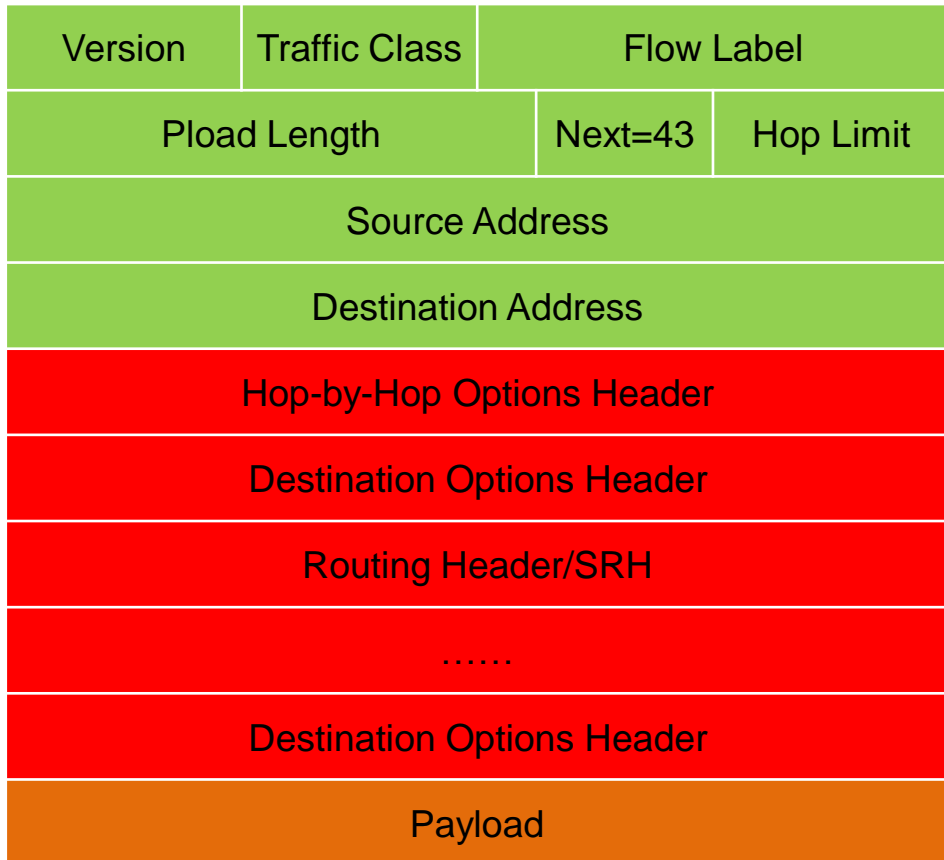 Version Traffic Class Flow Label
Pload Length Next=43 Hop Limit
Source Address
Destination Address
Hop-by-Hop Options Header
Destination Options Header
Routing Header/SRH
……
Destination Options Header
Payload